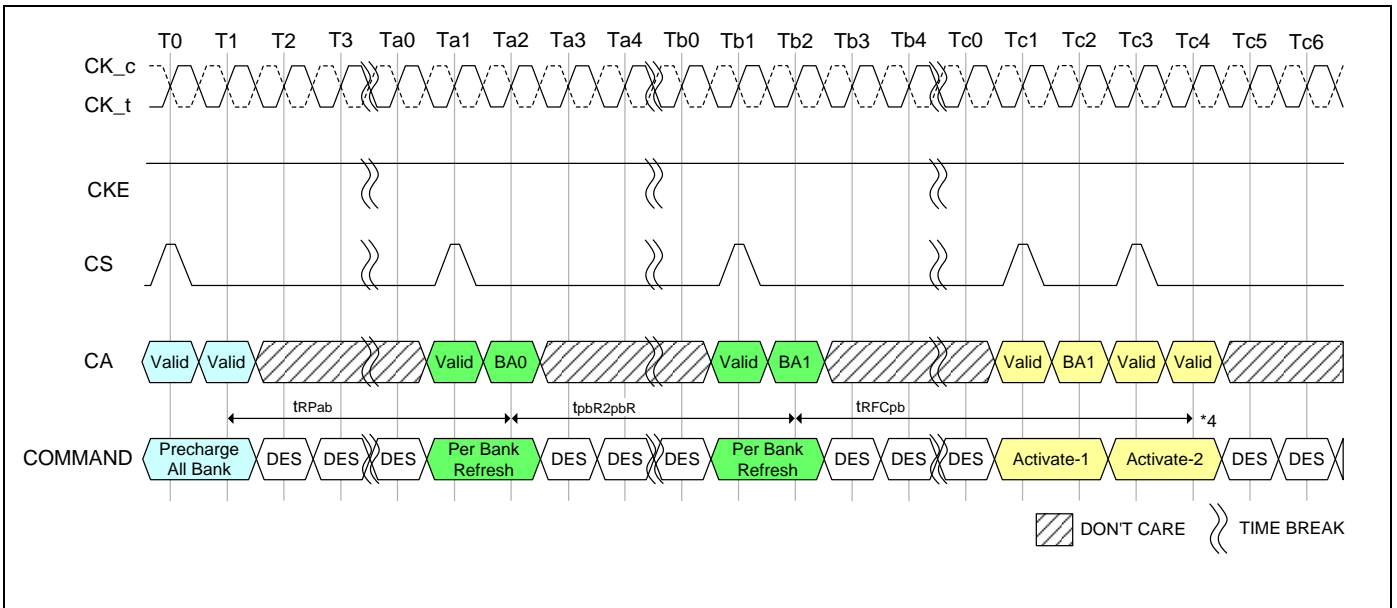 T0 T1 T2 T3 Ta0 Ta1 Ta2 Ta3 Ta4 Tb0 Tb1 Tb2 Tb3 Tb4 Tc0 Tc1 Tc2 Tc3 Tc4 Tc5 Tc6
CK_c
CK_t
CKE
CS
CA Valid Valid Valid BA0 Valid BA1 Valid BA1 Valid Valid
tRPab tpbR2pbR tRFCpb *4
COMMAND Precharge All Bank DES DES DES Per Bank Refresh DES DES DES Per Bank Refresh DES DES DES Activate-1 Activate-2 DES DES
DON'T CARE TIME BREAK